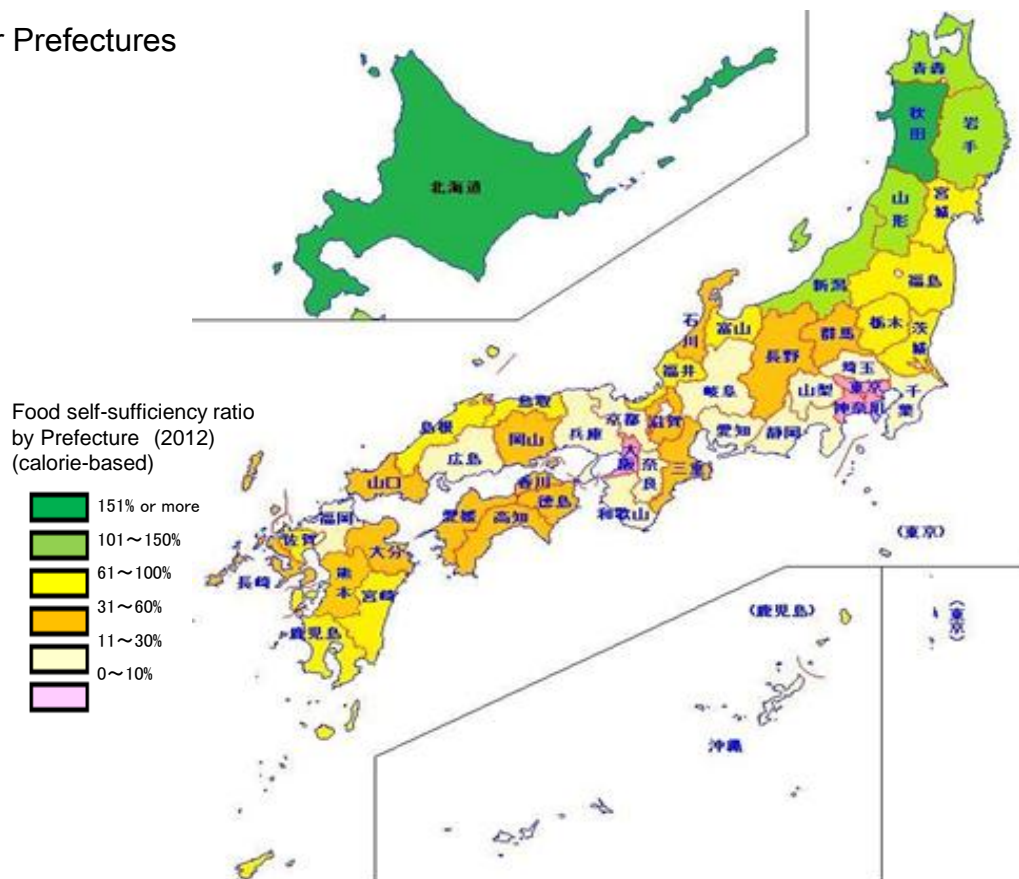 r Prefectures
青森
秋田
岩手
北海道
山形
宮城
新潟
福島
石川
富山
群馬
栃木
茨城
長野
福井
埼玉
岐阜
山梨
東京
千葉
神奈川
Food self-sufficiency ratio
by Prefecture (2012)
(calorie-based)
鳥取
京都
滋賀
島根
岡山
兵庫
愛知
静岡
広島
大阪
奈良
三重
山口
香川
徳島
151% or more
福岡
愛媛
高知
和歌山
101～150%
佐賀
大分
(東京)
61～100%
長崎
熊本
宮崎
31～60%
(鹿児島)
(東京)
11～30%
鹿児島
0～10%
沖縄